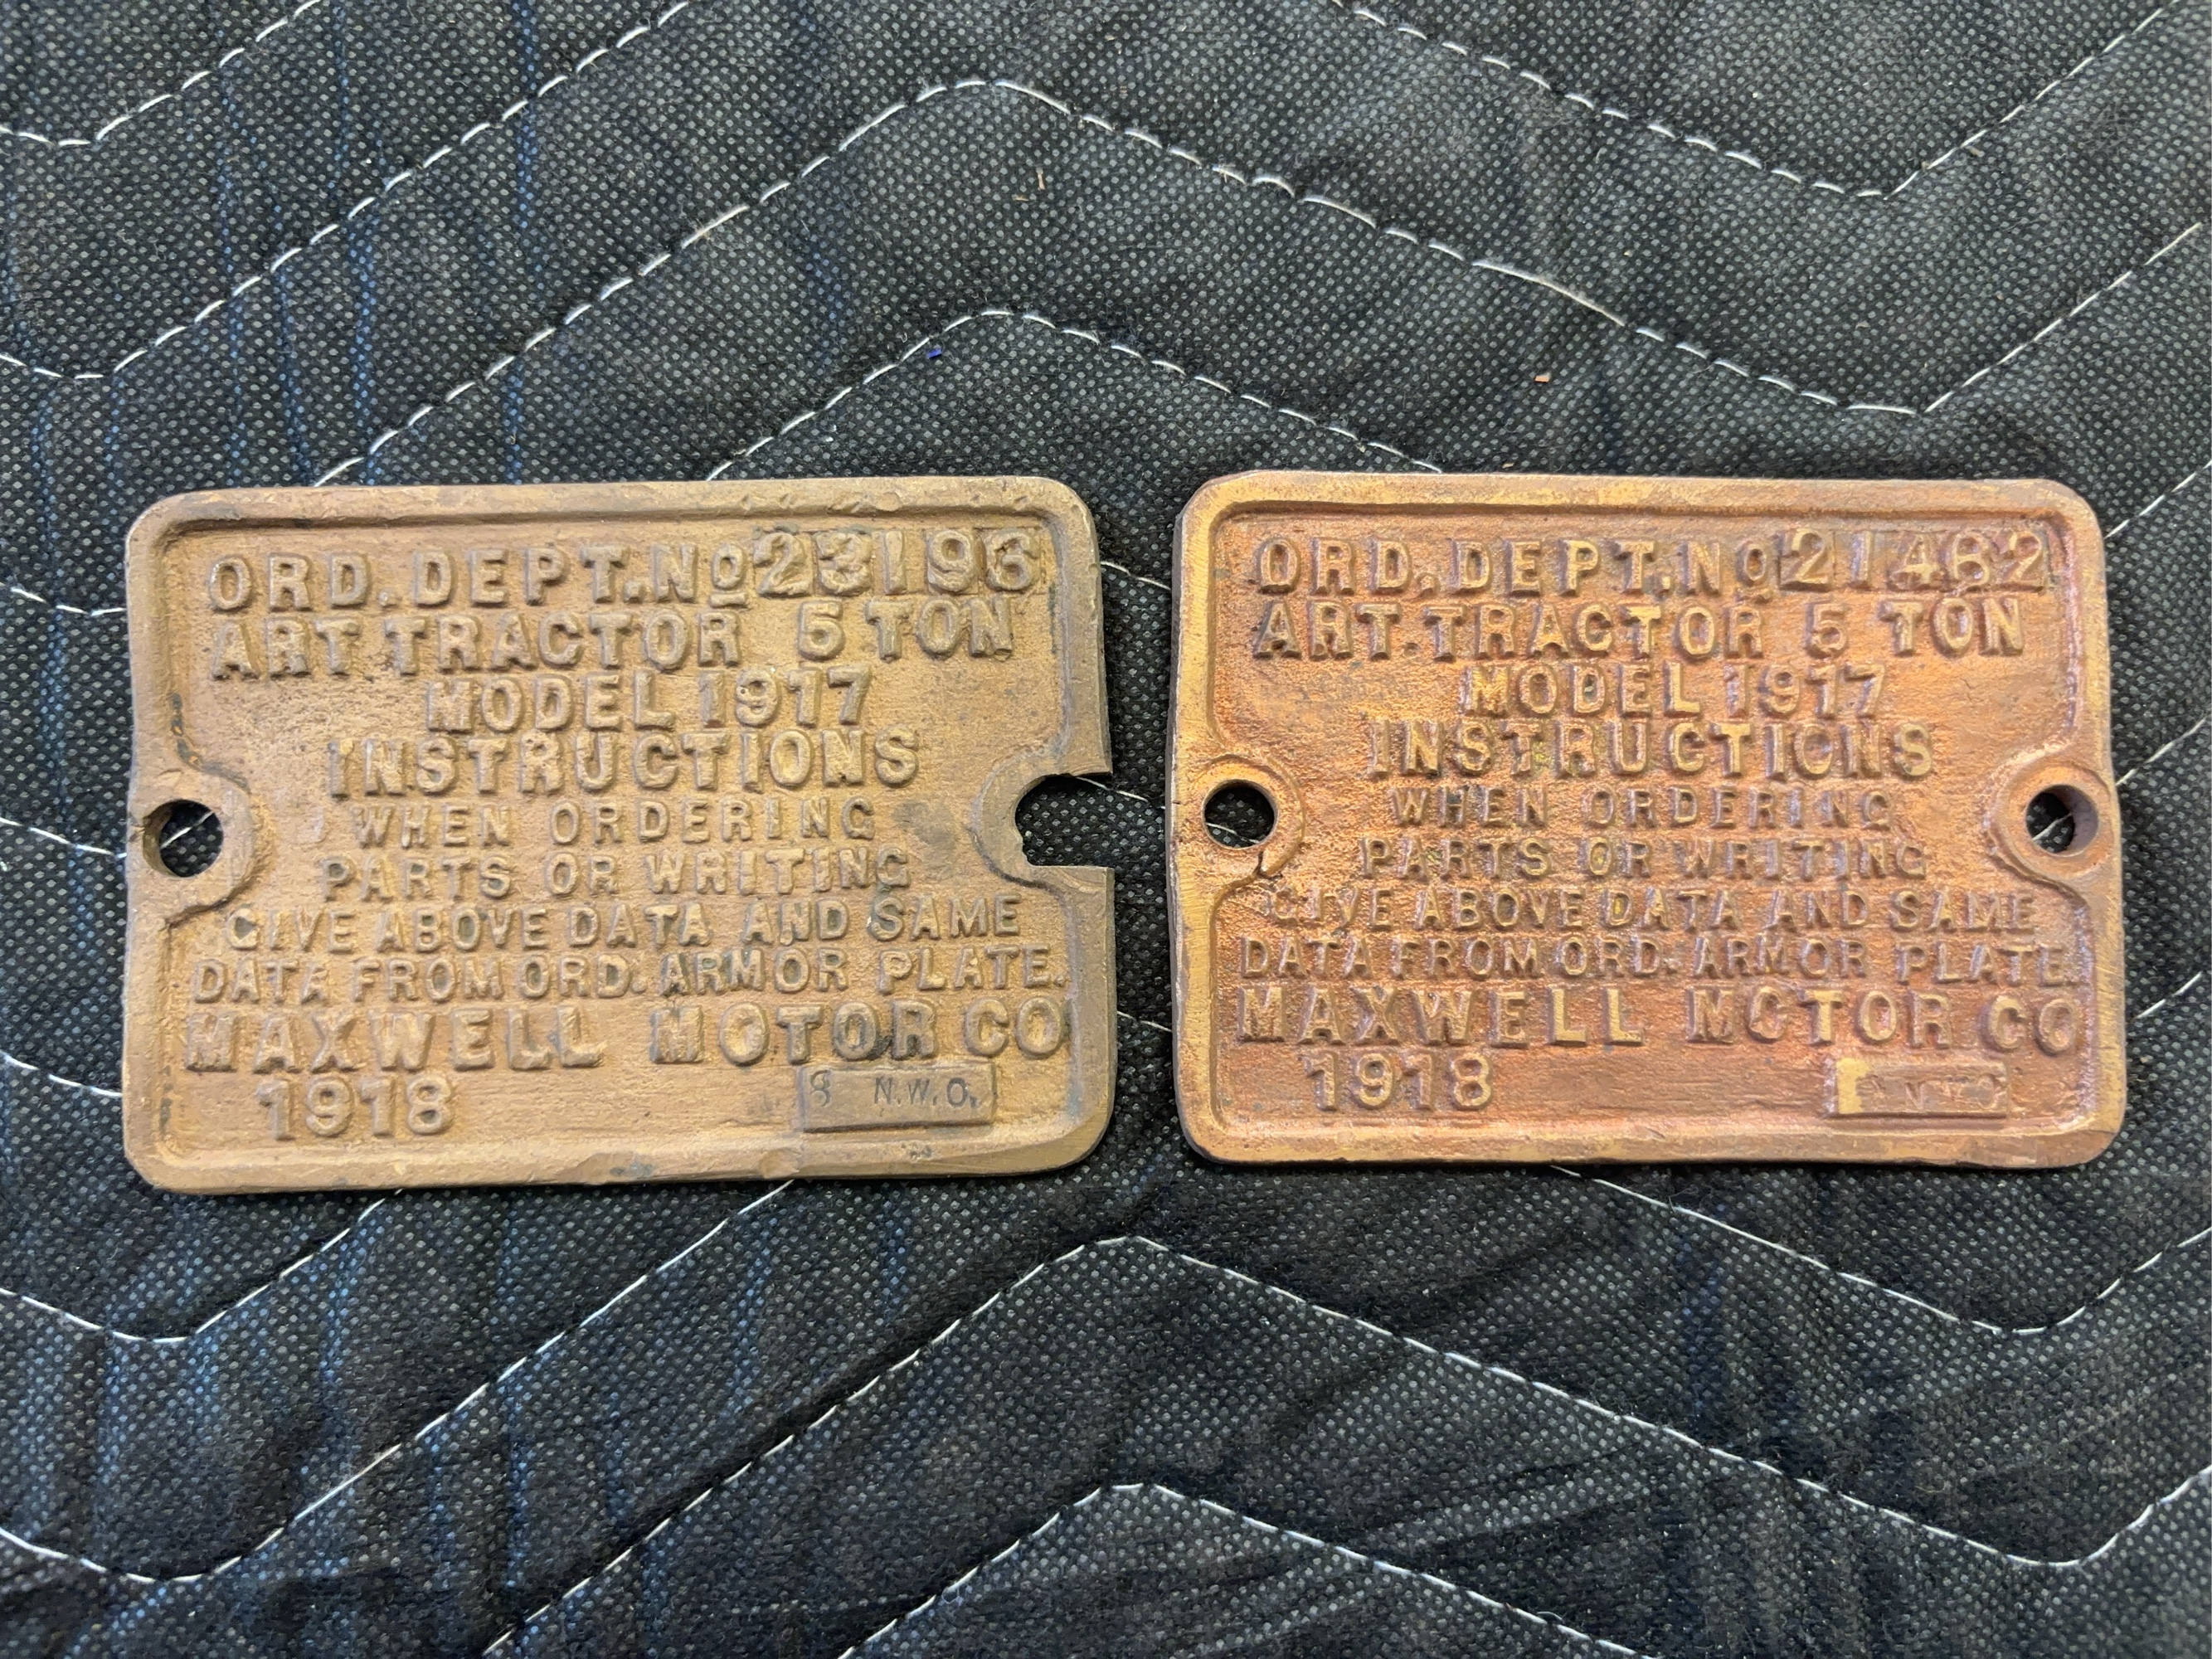 ORD. DEPT. No 23196
ART TRACTOR 5 TON
MODEL 1917
INSTRUCTIONS
WHEN ORDERING
PARTS OR WRITING
GIVE ABOVE DATA AND SAME
DATA FROM ORD. ARMOR PLATE.
MAXWELL MOTOR CO
1918
8 N.W.O.
ORD. DEPT. No 21462
ART. TRACTOR 5 TON
MODEL 1917
INSTRUCTIONS
WHEN ORDERING
PARTS OR WRITING
GIVE ABOVE DATA AND SAME
DATA FROM ORD. ARMOR PLATE.
MAXWELL MOTOR CO
1918